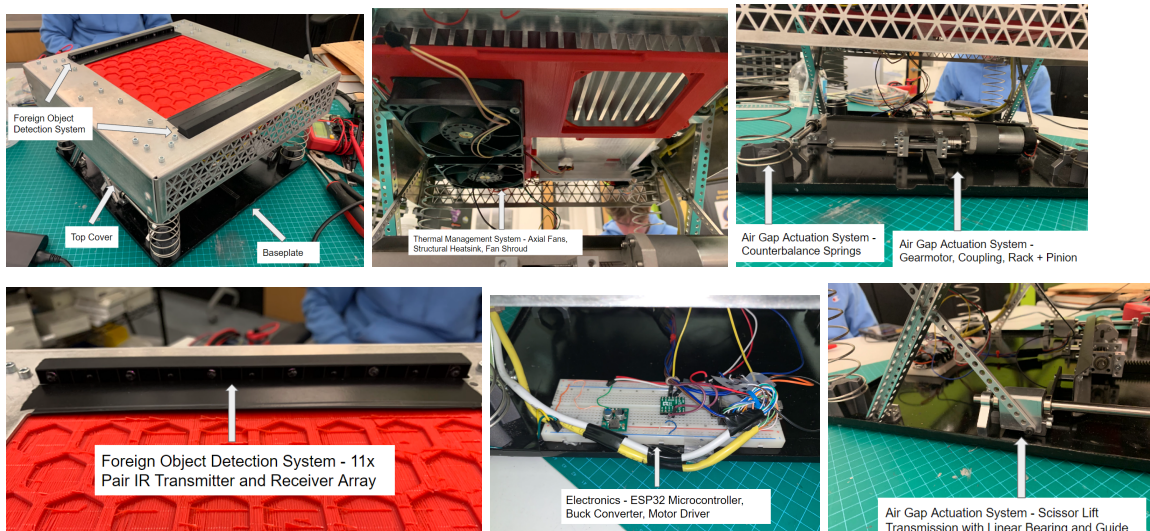 Foreign Object
Detection System
Top Cover
Baseplate
Thermal Management System - Axial Fans,
Structural Heatsink, Fan Shroud
Air Gap Actuation System -
Counterbalance Springs
Air Gap Actuation System -
Gearmotor, Coupling, Rack + Pinion
Foreign Object Detection System - 11x
Pair IR Transmitter and Receiver Array
Electronics - ESP32 Microcontroller,
Buck Converter, Motor Driver
Air Gap Actuation System - Scissor Lift
Transmission with Linear Bearing and Guide